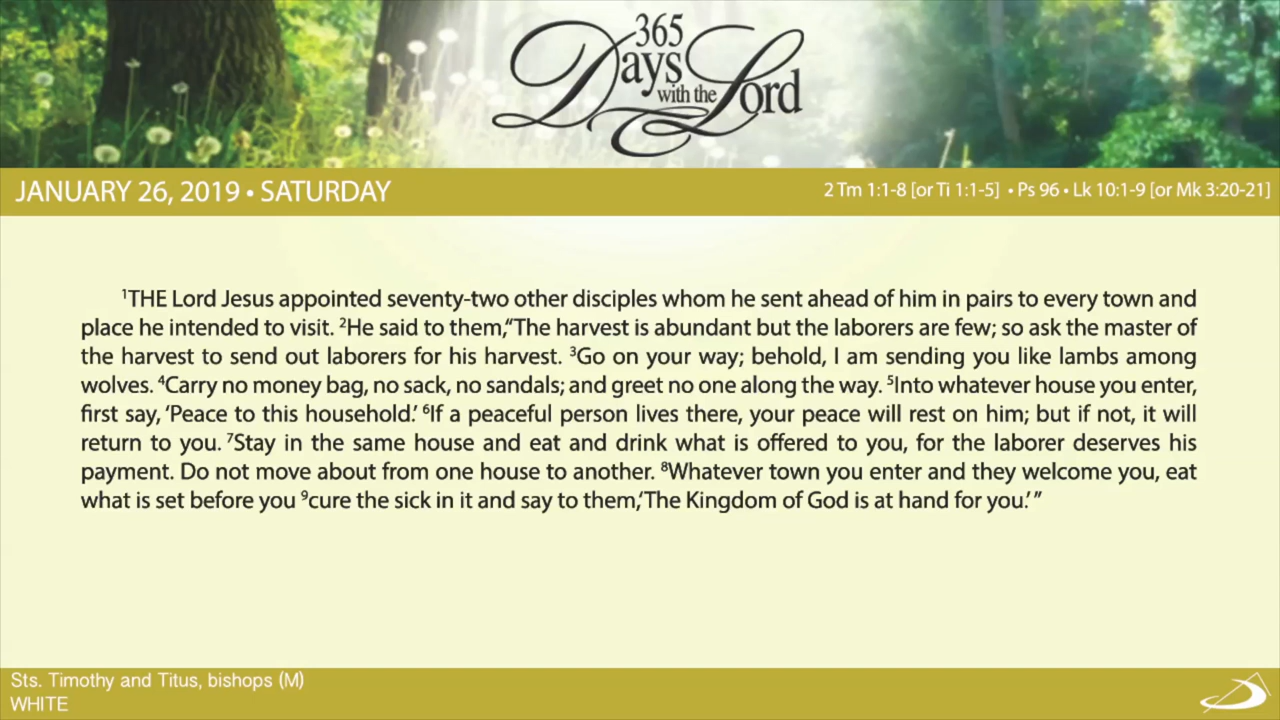 365
Days
with the Lord
JANUARY 26, 2019 • SATURDAY
2 Tm 1:1-8 [or Ti 1:1-5] • Ps 96 • Lk 10:1-9 [or Mk 3:20-21]
¹THE Lord Jesus appointed seventy-two other disciples whom he sent ahead of him in pairs to every town and
place he intended to visit. ²He said to them,“The harvest is abundant but the laborers are few; so ask the master of
the harvest to send out laborers for his harvest. ³Go on your way; behold, I am sending you like lambs among
wolves. ⁴Carry no money bag, no sack, no sandals; and greet no one along the way. ⁵Into whatever house you enter,
first say, ‘Peace to this household.’ ⁶If a peaceful person lives there, your peace will rest on him; but if not, it will
return to you. ⁷Stay in the same house and eat and drink what is offered to you, for the laborer deserves his
payment. Do not move about from one house to another. ⁸Whatever town you enter and they welcome you, eat
what is set before you ⁹cure the sick in it and say to them,‘The Kingdom of God is at hand for you.’ ”
Sts. Timothy and Titus, bishops (M)
WHITE